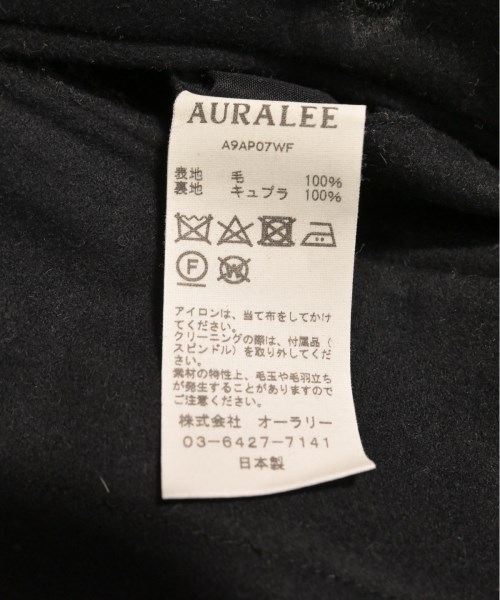 AURALEE
A9AP07WF
表地 毛 100%
裏地 キュプラ 100%
F W
アイロンは、当て布をしてかけ
てください。
クリーニングの際は、付属品(
スピンドル)を取り外してくだ
さい。
素材の特性上、毛玉や毛羽立ち
が発生することがありますので
ご注意ください。
株式会社 オーラリー
03-6427-7141
日本製